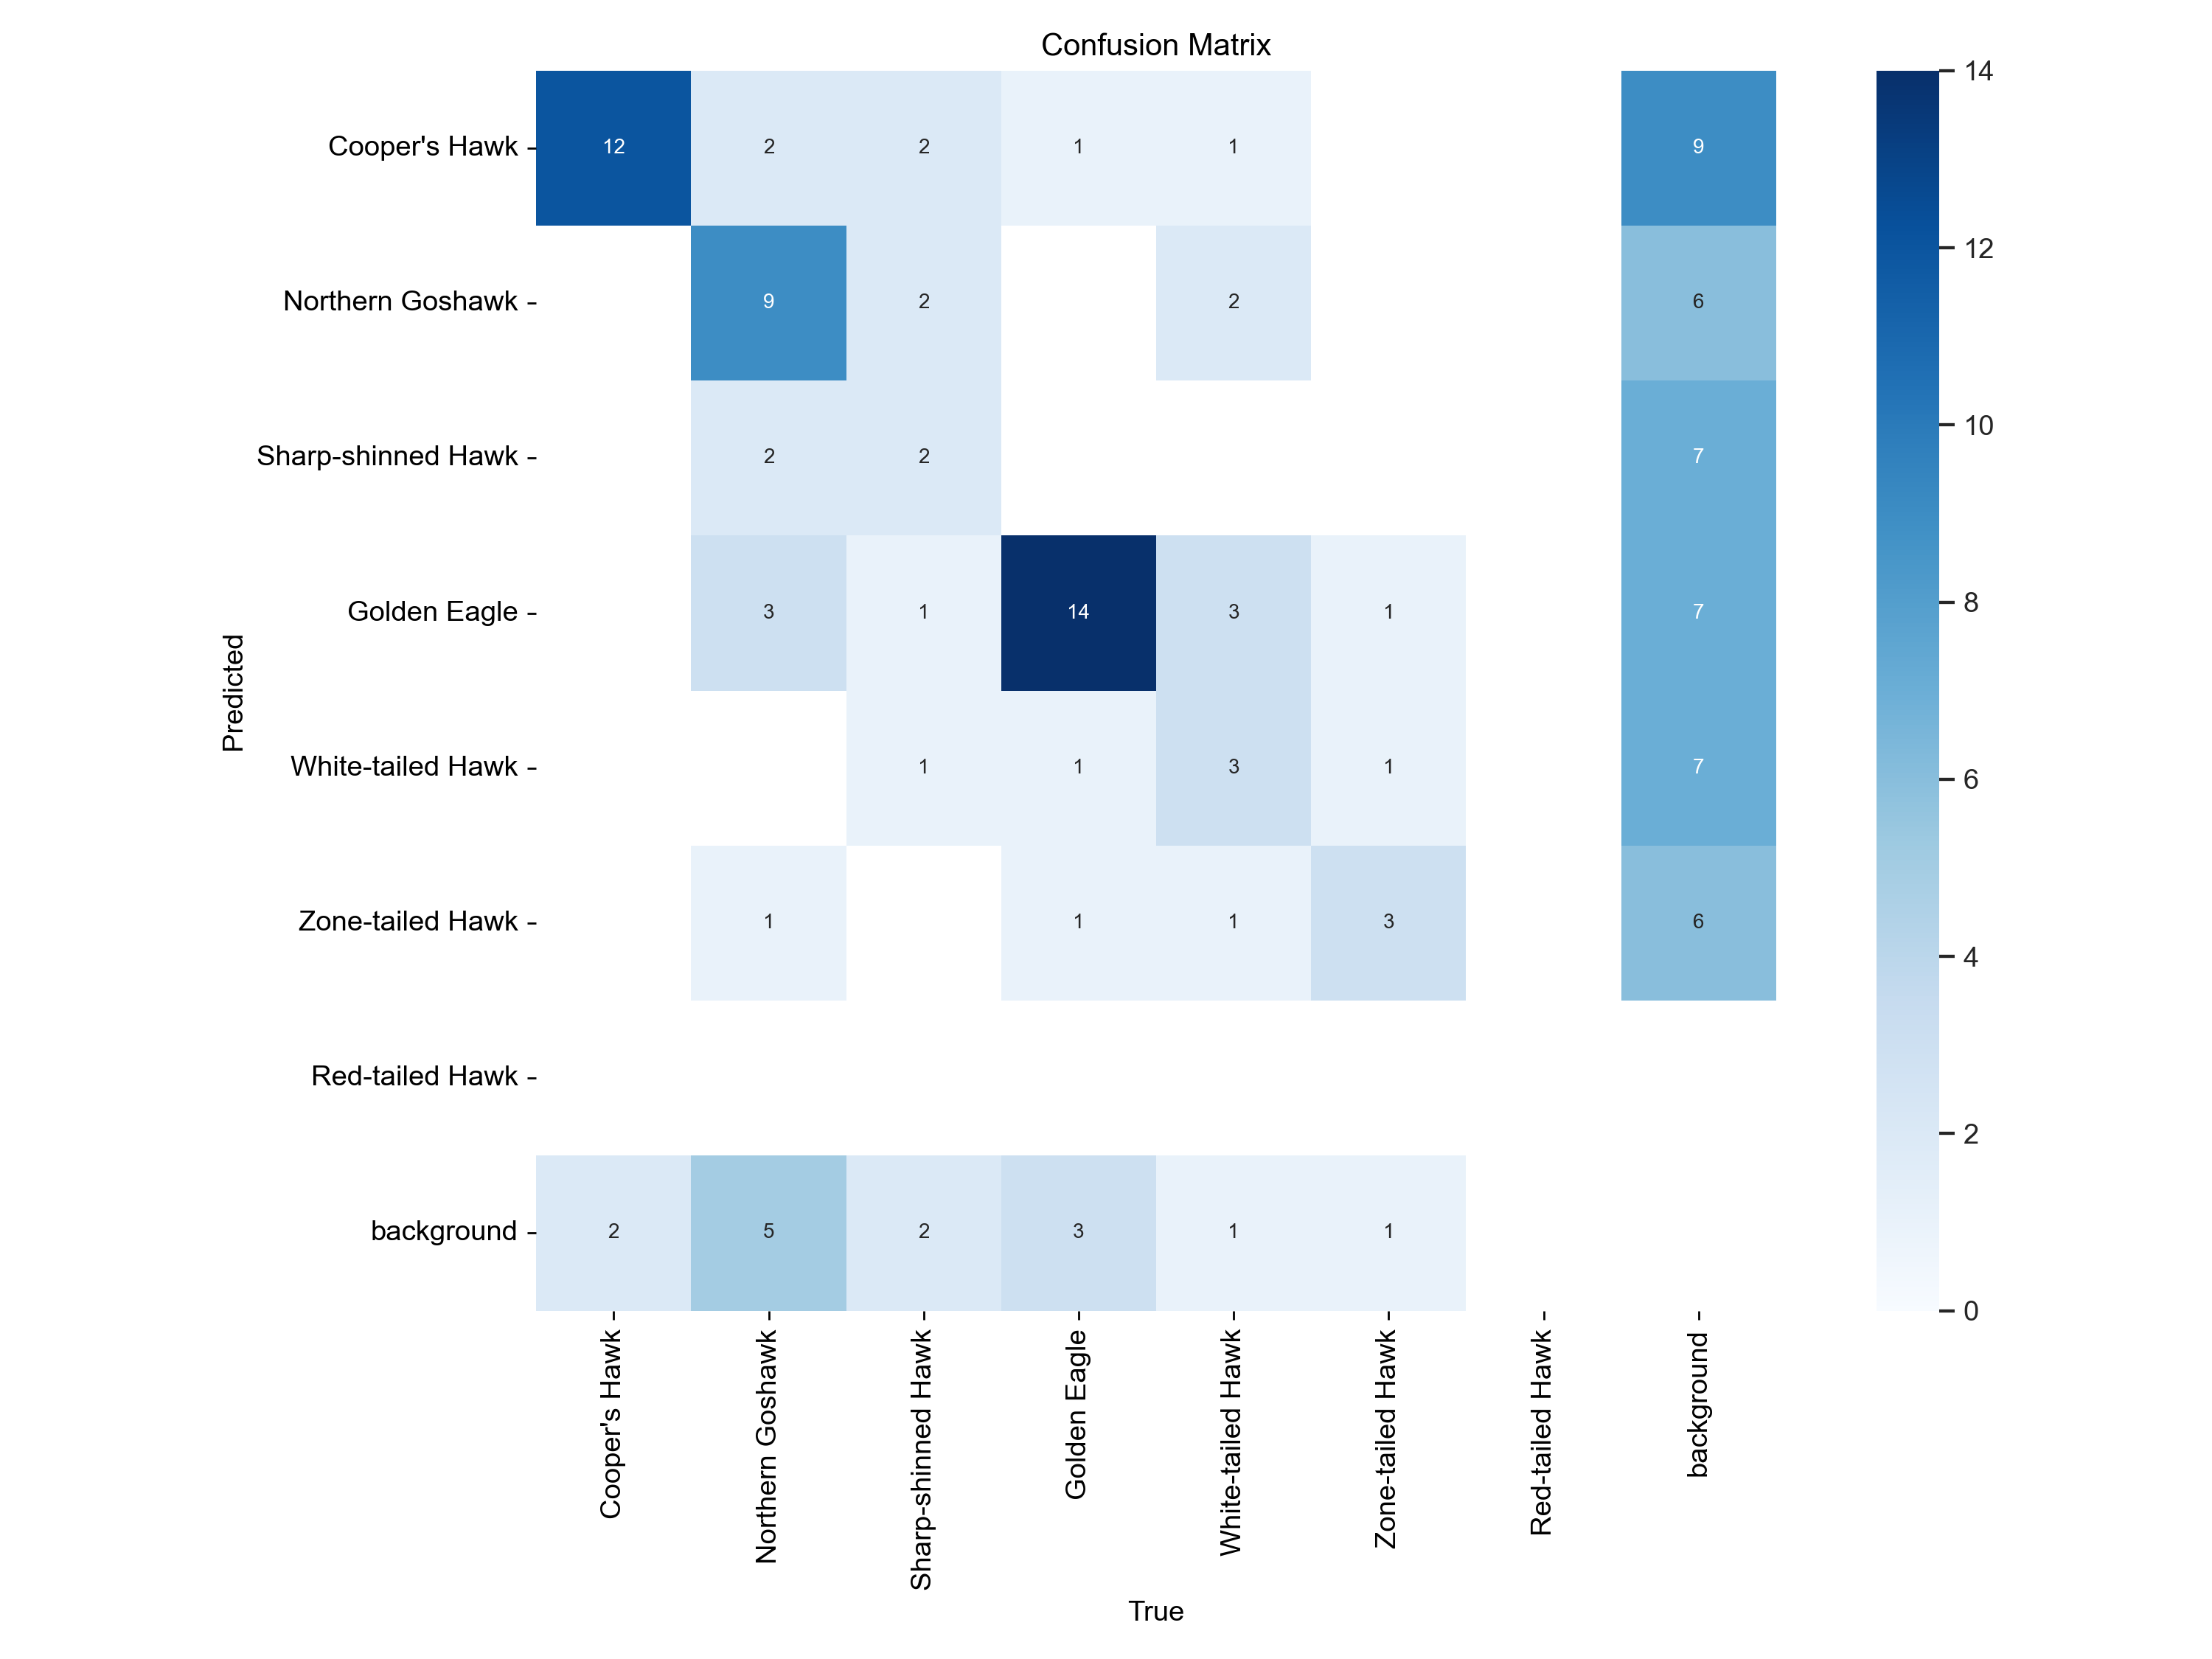 Confusion Matrix
Cooper's Hawk 12 2 2 1 1 9
Northern Goshawk 9 2 2 6
Sharp-shinned Hawk 2 2 7
Golden Eagle 3 1 14 3 1 7
White-tailed Hawk 1 1 3 1 7
Zone-tailed Hawk 1 1 1 3 6
Red-tailed Hawk
background 2 5 2 3 1 1
Predicted
Cooper's Hawk
Northern Goshawk
Sharp-shinned Hawk
Golden Eagle
White-tailed Hawk
Zone-tailed Hawk
Red-tailed Hawk
background
True
14
12
10
8
6
4
2
0